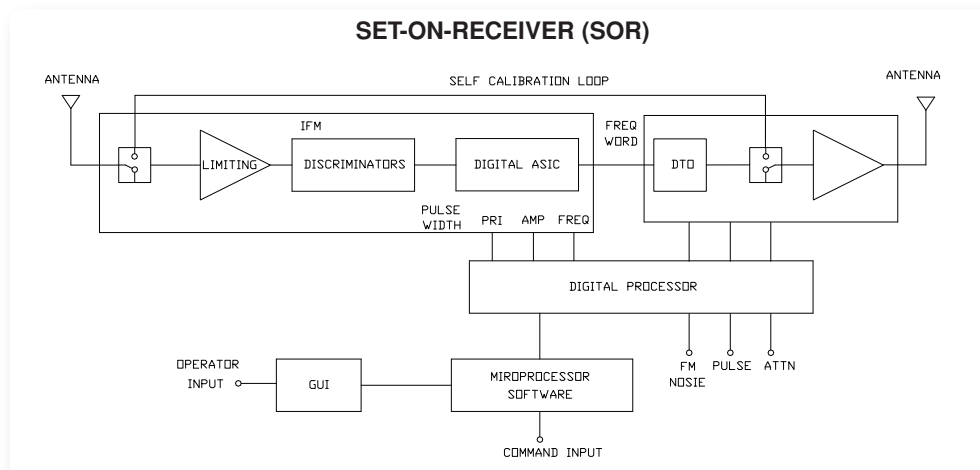 SET-ON-RECEIVER (SOR)
ANTENNA
SELF CALIBRATION LOOP
ANTENNA
IFM
FREQ
WORD
LIMITING
DISCRIMINATORS
DIGITAL ASIC
DTO
PULSE
WIDTH
PRI
AMP
FREQ
DIGITAL PROCESSOR
OPERATOR
INPUT
GUI
MIROPROCESSOR
SOFTWARE
FM
NOSIE
PULSE
ATTN
COMMAND INPUT